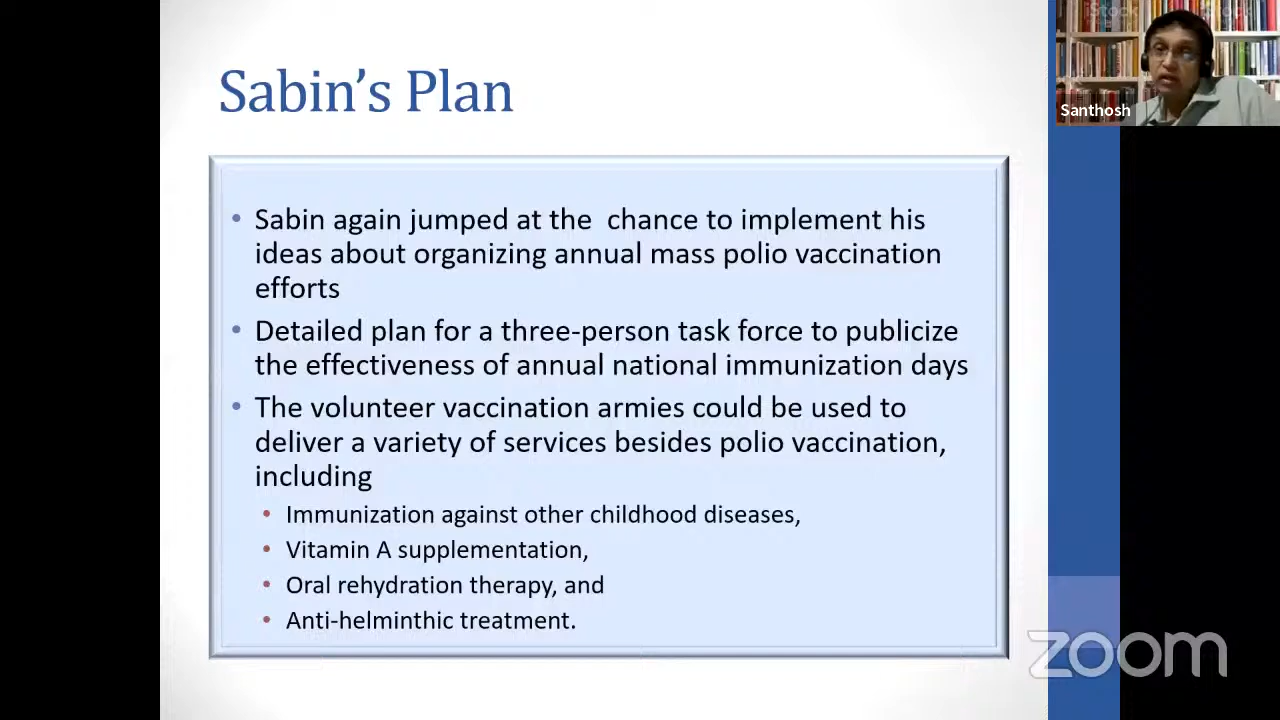 Sabin's Plan
• Sabin again jumped at the chance to implement his
ideas about organizing annual mass polio vaccination
efforts
• Detailed plan for a three-person task force to publicize
the effectiveness of annual national immunization days
• The volunteer vaccination armies could be used to
deliver a variety of services besides polio vaccination,
including
• Immunization against other childhood diseases,
• Vitamin A supplementation,
• Oral rehydration therapy, and
• Anti-helminthic treatment.
iStock
Santhosh
zoom